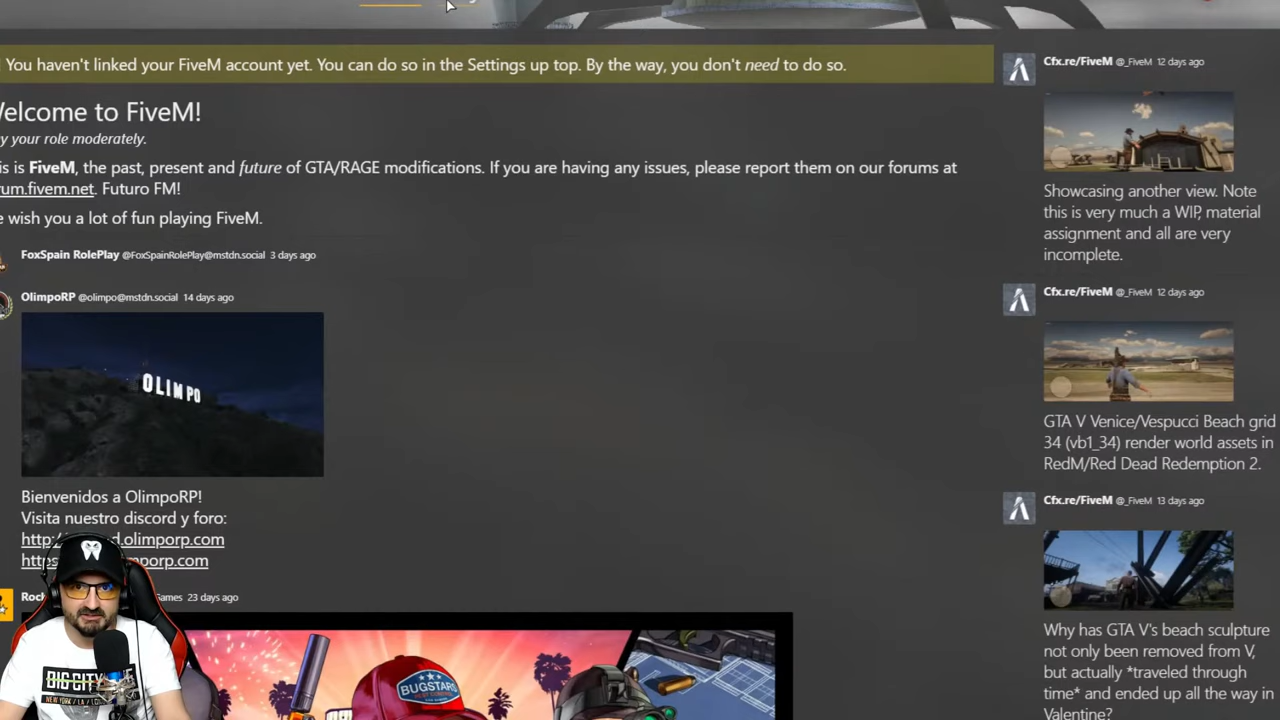 You haven't linked your FiveM account yet. You can do so in the Settings up top. By the way, you don't need to do so.
elcome to FiveM!
y your role moderately.
is is FiveM, the past, present and future of GTA/RAGE modifications. If you are having any issues, please report them on our forums at
rum.fivem.net. Futuro FM!
e wish you a lot of fun playing FiveM.
FoxSpain RolePlay @FoxSpainRolePlay@mstdn.social 3 days ago
OlimpoRP @olimpo@mstdn.social 14 days ago
OLIMPO
Bienvenidos a OlimpoRP!
Visita nuestro discord y foro:
http:/ d.olimporp.com
https porp.com
Rock ames 23 days ago
BUGSTARS
BIG CITY
NEW YORK / LA /
Cfx.re/FiveM @_FiveM 12 days ago
Showcasing another view. Note
this is very much a WIP, material
assignment and all are very
incomplete.
Cfx.re/FiveM @_FiveM 12 days ago
GTA V Venice/Vespucci Beach grid
34 (vb1_34) render world assets in
RedM/Red Dead Redemption 2.
Cfx.re/FiveM @_FiveM 13 days ago
Why has GTA V's beach sculpture
not only been removed from V,
but actually *traveled through
time* and ended up all the way in
Valentine?